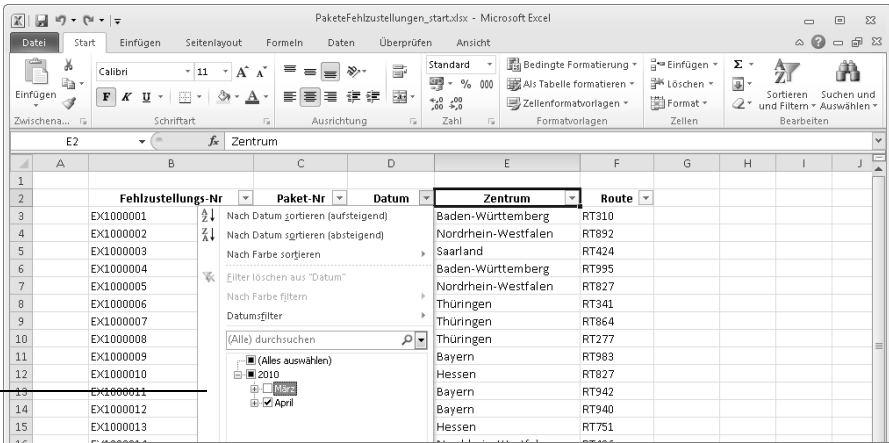 PaketeFehlzustellungen_start.xlsx - Microsoft Excel
Datei Start Einfügen Seitenlayout Formeln Daten Überprüfen Ansicht
Einfügen
Zwischena...
Calibri 11
F K U
Schriftart
Ausrichtung
Standard
% 000
Zahl
Bedingte Formatierung
Als Tabelle formatieren
Zellenformatvorlagen
Formatvorlagen
Einfügen
Löschen
Format
Zellen
Sortieren und Filtern
Suchen und Auswählen
Bearbeiten
E2 fx Zentrum
A B C D E F G H I J
1
2 Fehlzustellungs-Nr Paket-Nr Datum Zentrum Route
3 EX1000001 Baden-Württemberg RT310
4 EX1000002 Nordrhein-Westfalen RT892
5 EX1000003 Saarland RT424
6 EX1000004 Baden-Württemberg RT995
7 EX1000005 Nordrhein-Westfalen RT827
8 EX1000006 Thüringen RT341
9 EX1000007 Thüringen RT864
10 EX1000008 Thüringen RT277
11 EX1000009 Bayern RT983
12 EX1000010 Hessen RT827
13 EX1000011 Bayern RT942
14 EX1000012 Bayern RT940
15 EX1000013 Hessen RT751
Nach Datum sortieren (aufsteigend)
Nach Datum sortieren (absteigend)
Nach Farbe sortieren
Filter löschen aus "Datum"
Nach Farbe filtern
Datumsfilter
(Alle) durchsuchen
(Alles auswählen)
2010
März
April